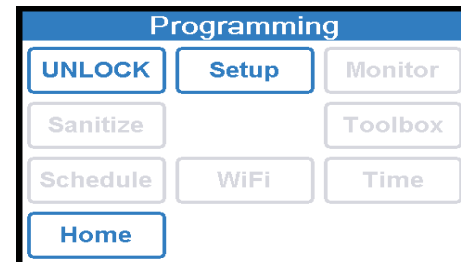 Programming
UNLOCK Setup Monitor
Sanitize Toolbox
Schedule WiFi Time
Home